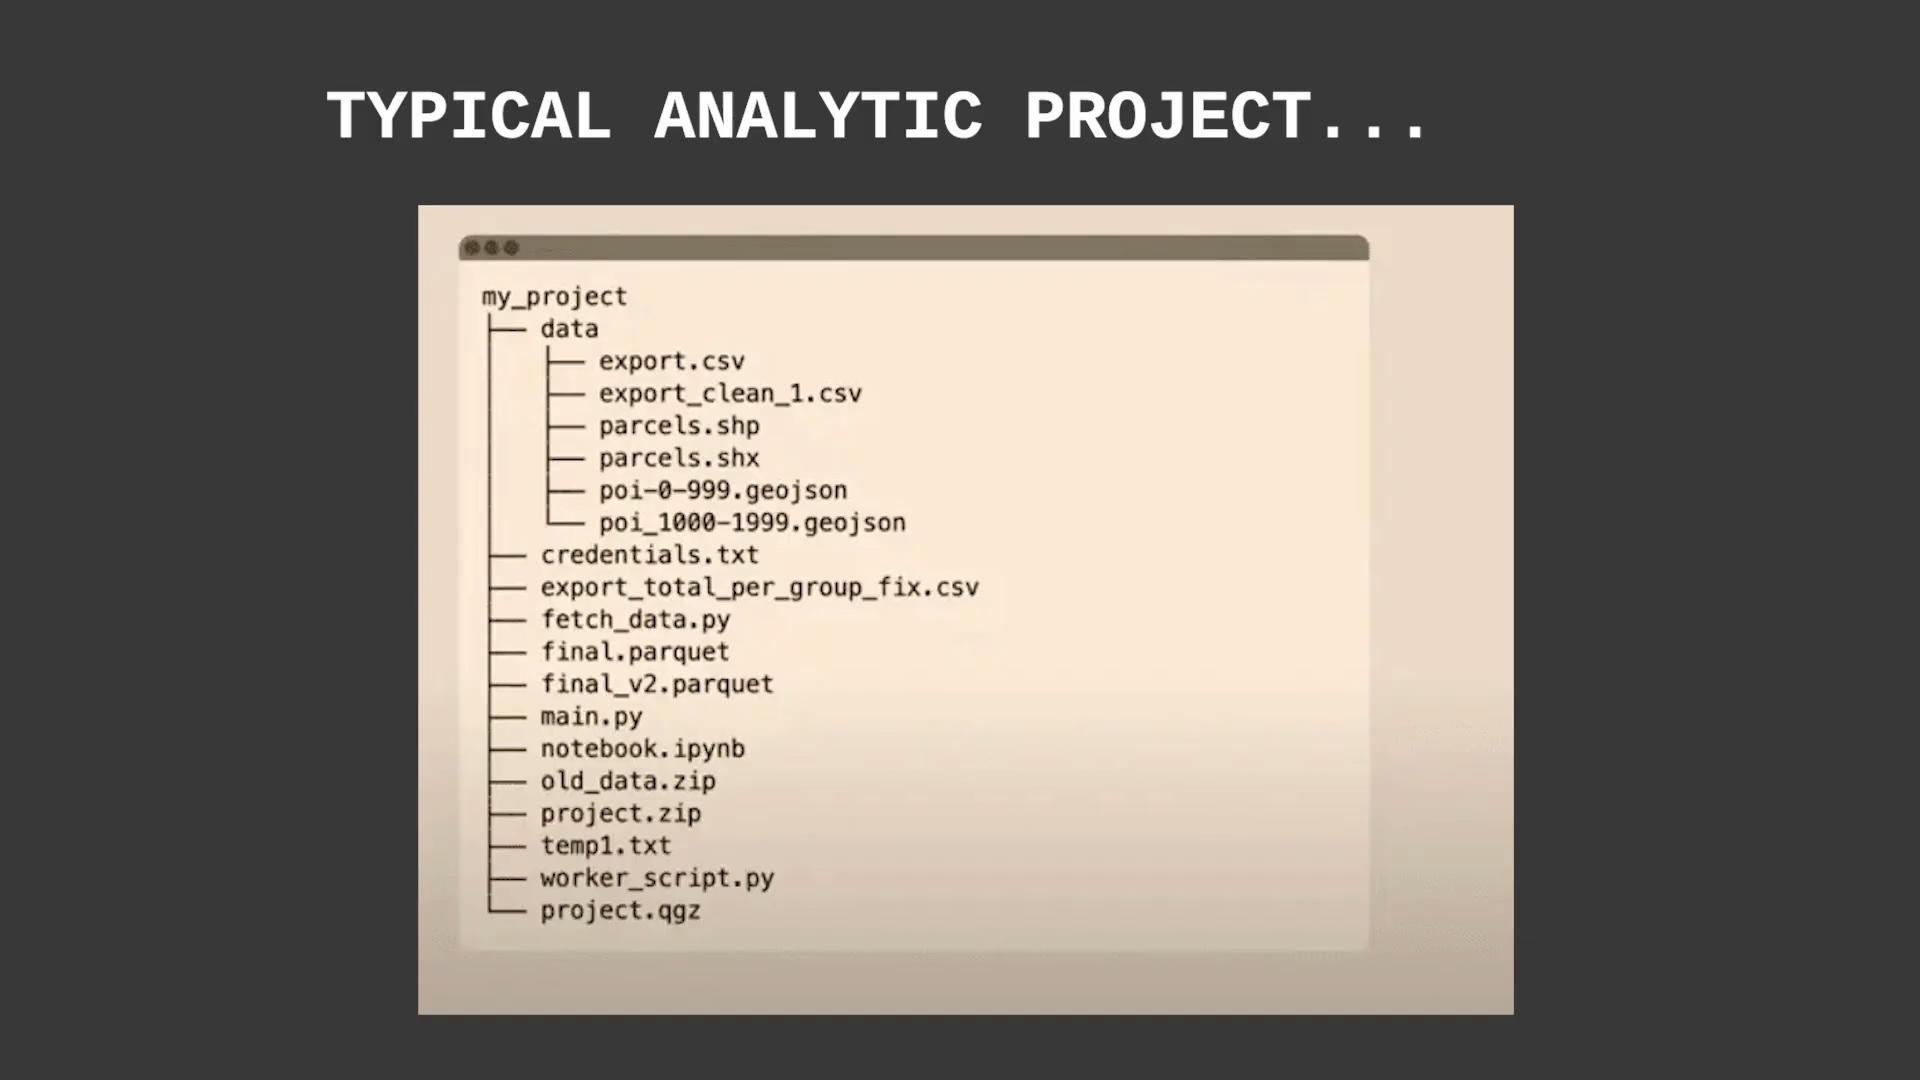 TYPICAL ANALYTIC PROJECT...
my_project
├── data
│   ├── export.csv
│   ├── export_clean_1.csv
│   ├── parcels.shp
│   ├── parcels.shx
│   ├── poi-0-999.geojson
│   └── poi_1000-1999.geojson
├── credentials.txt
├── export_total_per_group_fix.csv
├── fetch_data.py
├── final.parquet
├── final_v2.parquet
├── main.py
├── notebook.ipynb
├── old_data.zip
├── project.zip
├── temp1.txt
├── worker_script.py
└── project.qgz